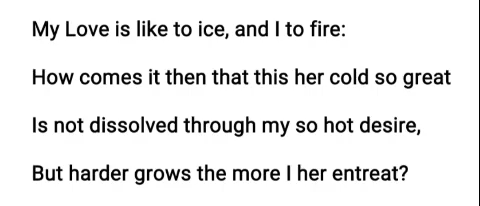 My Love is like to ice, and I to fire:
How comes it then that this her cold so great
Is not dissolved through my so hot desire,
But harder grows the more I her entreat?